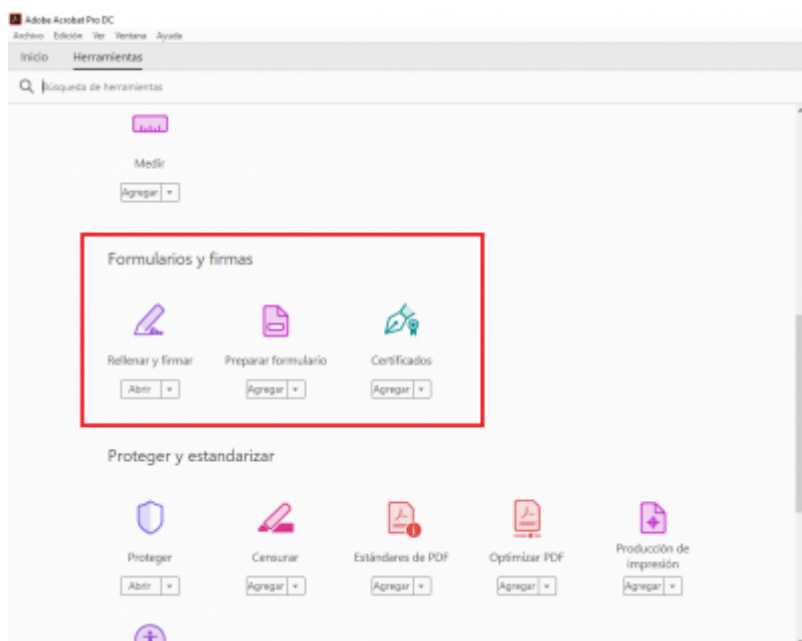 Adobe Acrobat Pro DC
Archivo Edición Ver Ventana Ayuda
Inicio Herramientas
Búsqueda de herramientas
Medir
Agregar
Formularios y firmas
Rellenar y firmar Preparar formulario Certificados
Abrir Agregar Agregar
Proteger y estandarizar
Proteger Censurar Estándares de PDF Optimizar PDF Producción de impresión
Abrir Agregar Agregar Agregar Agregar